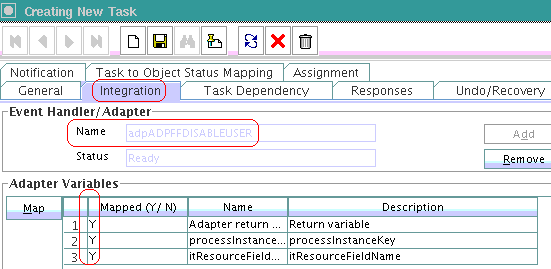 Creating New Task
Notification Task to Object Status Mapping Assignment
General Integration Task Dependency Responses Undo/Recovery
Event Handler/Adapter
Name adpADPFFDISABLEUSER Add
Status Ready Remove
Adapter Variables
Map Mapped (Y/N) Name Description
1 Y Adapter return ... Return variable
2 Y processInstance... processInstanceKey
3 Y itResourceField... itResourceFieldName